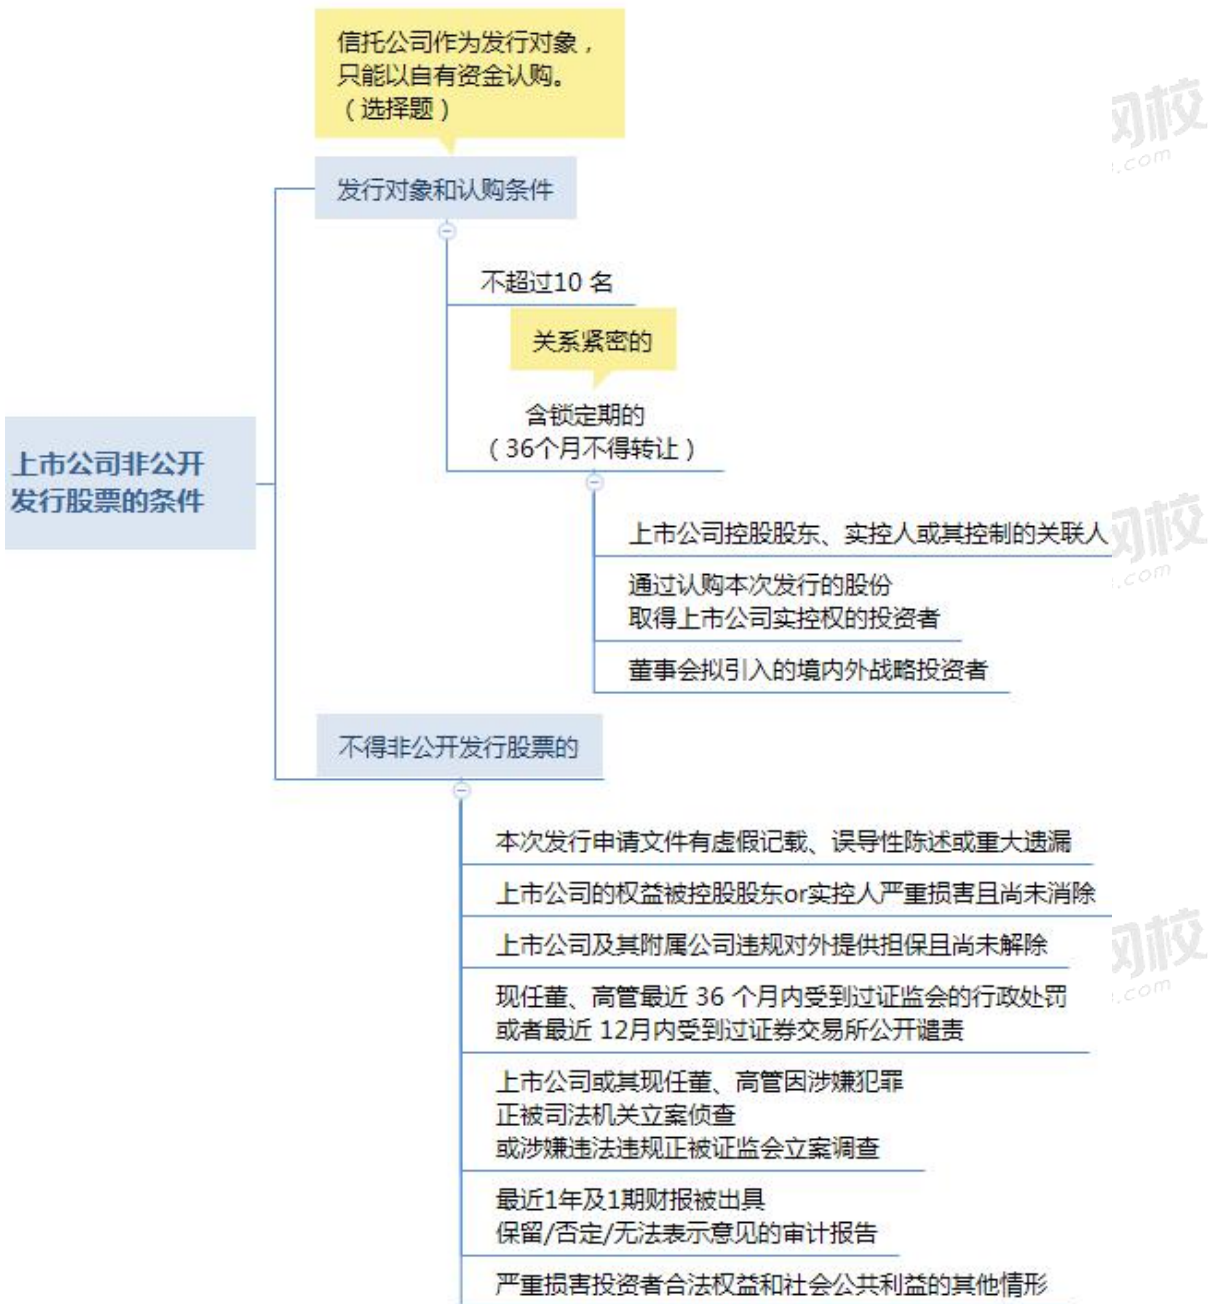 信托公司作为发行对象，
只能以自有资金认购。
（选择题）
发行对象和认购条件
不超过10 名
关系紧密的
含锁定期的
（36个月不得转让）
上市公司非公开
发行股票的条件
上市公司控股股东、实控人或其控制的关联人
通过认购本次发行的股份
取得上市公司实控权的投资者
董事会拟引入的境内外战略投资者
不得非公开发行股票的
本次发行申请文件有虚假记载、误导性陈述或重大遗漏
上市公司的权益被控股股东or实控人严重损害且尚未消除
上市公司及其附属公司违规对外提供担保且尚未解除
现任董、高管最近 36 个月内受到过证监会的行政处罚
或者最近 12月内受到过证券交易所公开谴责
上市公司或其现任董、高管因涉嫌犯罪
正被司法机关立案侦查
或涉嫌违法违规正被证监会立案调查
最近1年及1期财报被出具
保留/否定/无法表示意见的审计报告
严重损害投资者合法权益和社会公共利益的其他情形
网校
.com
网校
.com
网校
.com